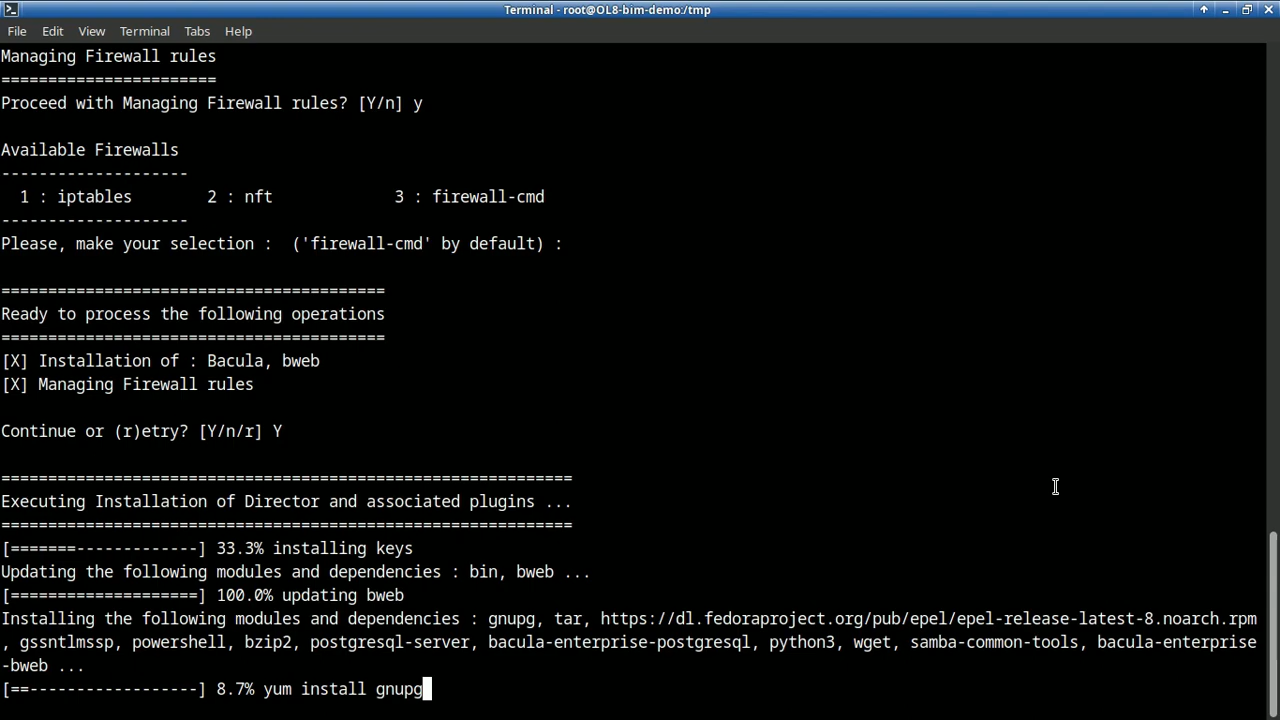 Terminal - root@OL8-bim-demo:/tmp
File Edit View Terminal Tabs Help
Managing Firewall rules
=======================
Proceed with Managing Firewall rules? [Y/n] y
Available Firewalls
--------------------
1 : iptables 2 : nft 3 : firewall-cmd
--------------------
Please, make your selection : ('firewall-cmd' by default) :
=========================================
Ready to process the following operations
=========================================
[X] Installation of : Bacula, bweb
[X] Managing Firewall rules
Continue or (r)etry? [Y/n/r] Y
=============================================================
Executing Installation of Director and associated plugins ...
=============================================================
[=======-------------] 33.3% installing keys
Updating the following modules and dependencies : bin, bweb ...
[====================] 100.0% updating bweb
Installing the following modules and dependencies : gnupg, tar, https://dl.fedoraproject.org/pub/epel/epel-release-latest-8.noarch.rpm
, gssntlmssp, powershell, bzip2, postgresql-server, bacula-enterprise-postgresql, python3, wget, samba-common-tools, bacula-enterprise
-bweb ...
[==------------------] 8.7% yum install gnupg